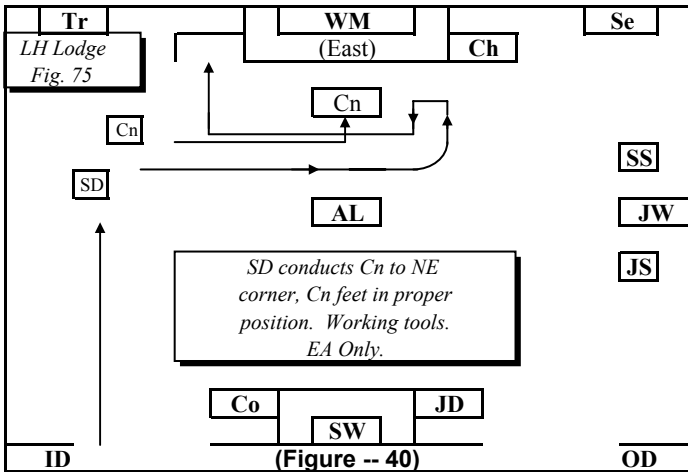 Tr WM Se
LH Lodge (East) Ch
Fig. 75
Cn
Cn
SS
SD
AL JW
SD conducts Cn to NE JS
corner, Cn feet in proper
position. Working tools.
EA Only.
Co JD
SW
ID (Figure -- 40) OD